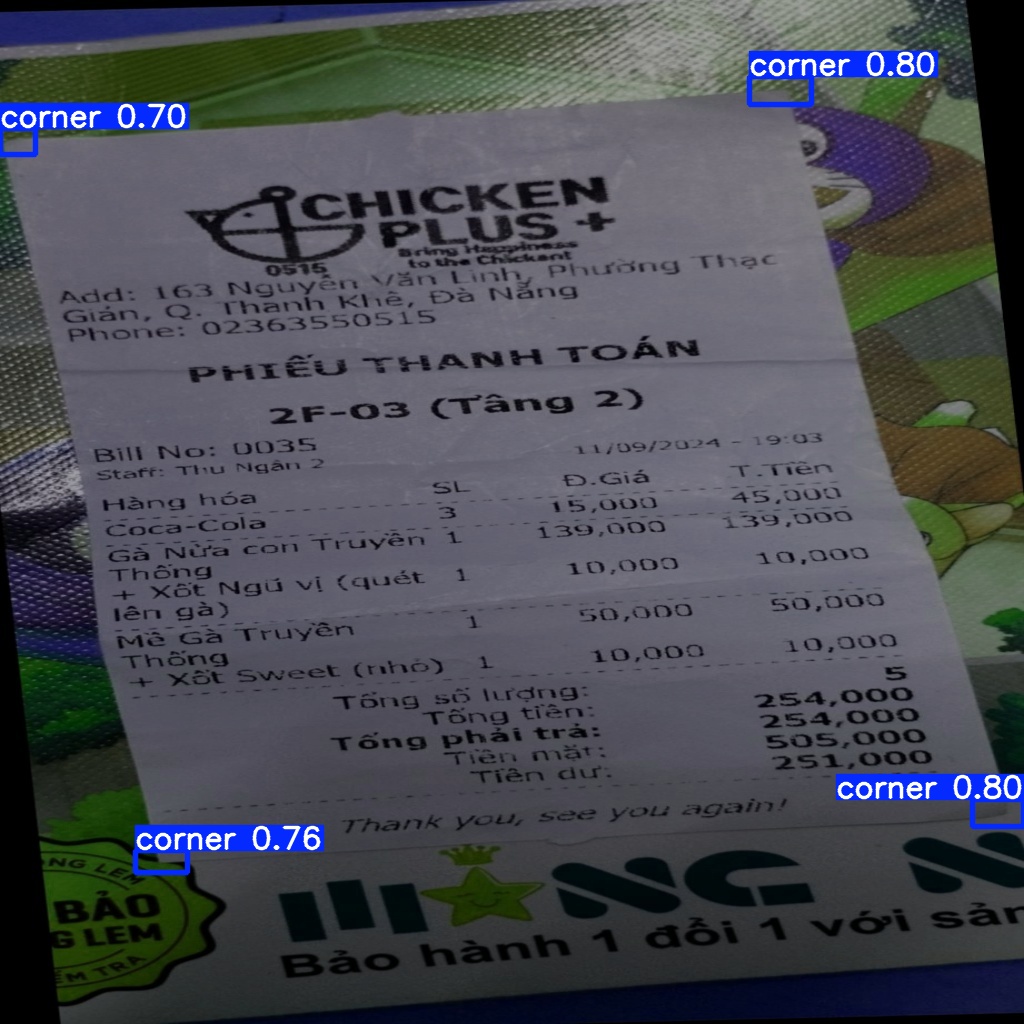 corner 0.80
corner 0.70
CHICKEN
PLUS +
Bring Happiness
to the Chickent
0515
Add: 163 Nguyễn Văn Linh, Phường Thạc
Gián, Q. Thanh Khê, Đà Nẵng
Phone: 02363550515
PHIẾU THANH TOÁN
2F-03 (Tầng 2)
Bill No: 0035 11/09/2024 - 19:03
Staff: Thu Ngân 2
Hàng hóa SL Đ.Giá T.Tiền
Coca-Cola 3 15,000 45,000
Gà Nửa con Truyền 1 139,000 139,000
Thống
+ Xốt Ngũ vị (quét 1 10,000 10,000
lên gà)
Mề Gà Truyền 1 50,000 50,000
Thống
+ Xốt Sweet (nhỏ) 1 10,000 10,000
Tổng số lượng: 5
Tổng tiền: 254,000
Tổng phải trả: 254,000
Tiền mặt: 505,000
Tiền dư: 251,000
Thank you, see you again!
corner 0.80
corner 0.76
BẢO
G LEM
ONG LEM
ỂM TRA
Bảo hành 1 đổi 1 với sản